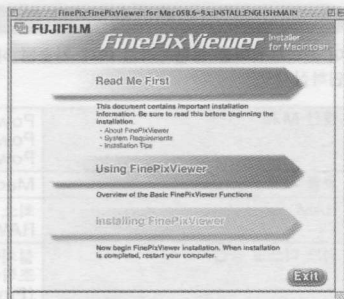 FinePix:FinePixViewer for MacOS8.6~9.x:INSTALL:ENGLISH:MAIN
FUJIFILM
FinePixViewer Installer
for Macintosh
Read Me First
This document contains important installation
information. Be sure to read this before beginning the
installation.
- About FinePixViewer
- System Requirements
- Installation Tips
Using FinePixViewer
Overview of the Basic FinePixViewer Functions
Installing FinePixViewer
Now begin FinePixViewer installation. When installation
is completed, restart your computer.
Exit